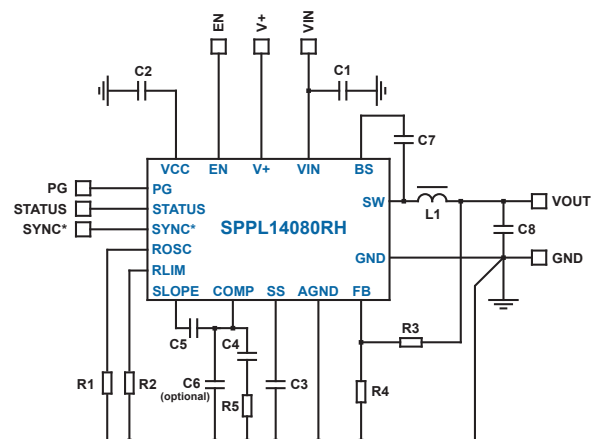 EN
V+
VIN
C2
C1
C7
VCC EN V+ VIN BS
PG PG
STATUS STATUS
SYNC* SYNC*
ROSC
RLIM
SPPL14080RH
SW
L1
VOUT
C8
GND
GND
SLOPE COMP SS AGND FB
C5
C4
R3
R1
R2
C6
(optional)
R5
C3
R4